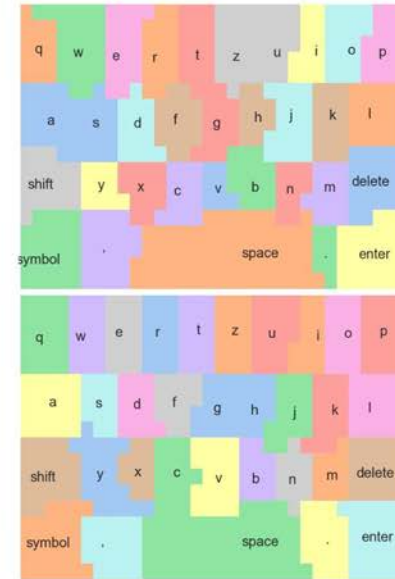 q w e r t z u i o p
a s d f g h j k l
shift y x c v b n m delete
symbol , space . enter
q w e r t z u i o p
a s d f g h j k l
shift y x c v b n m delete
symbol , space . enter